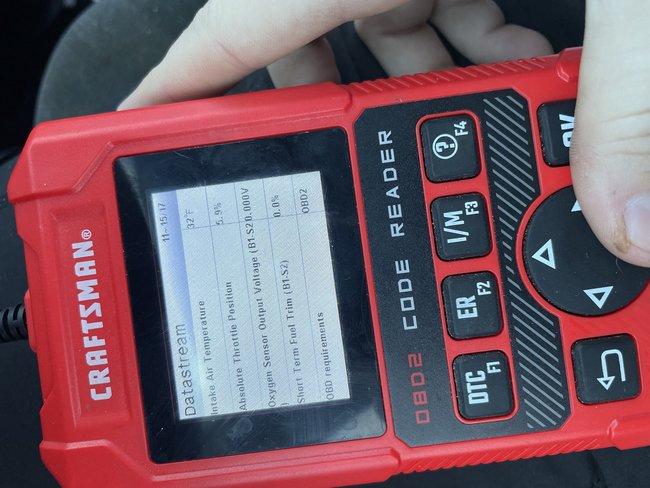 CRAFTSMAN®
Datastream 11-15/17
Intake Air Temperature 32°F
Absolute Throttle Position 5.9%
Oxygen Sensor Output Voltage (B1-S2 0.000V
)
Short Term Fuel Trim (B1-S2) 0.0%
OBD requirements OBD2
OBD2 CODE READER
? F4
I/M F3
ER F2
DTC F1
OK